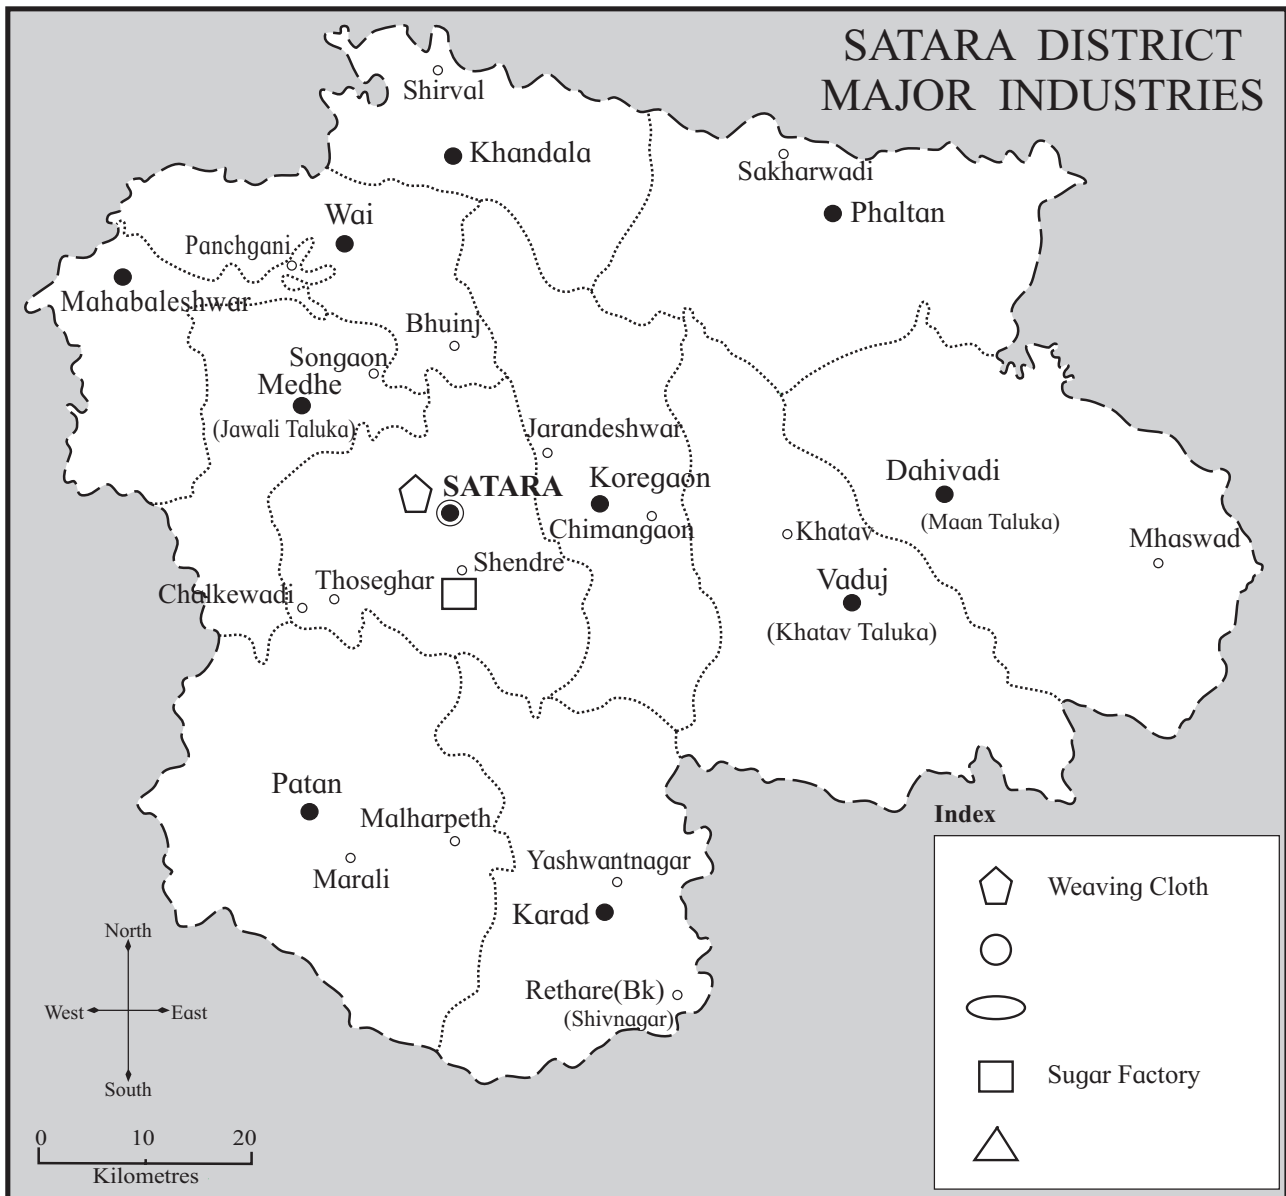 SATARA DISTRICT
MAJOR INDUSTRIES
Shirval
Khandala
Sakharwadi
Phaltan
Wai
Panchgani
Mahabaleshwar
Bhuinj
Songaon
Medhe
(Jawali Taluka)
Jarandeshwar
Koregaon
Dahivadi
SATARA
Chimangaon
(Maan Taluka)
Khatav
Mhaswad
Shendre
Thoseghar
Vaduj
Chalkewadi
(Khatav Taluka)
Patan
Malharpeth
Marali
Yashwantnagar
Karad
Rethare(Bk)
(Shivnagar)
North
West
East
South
0 10 20
Kilometres
Index
Weaving Cloth
Sugar Factory